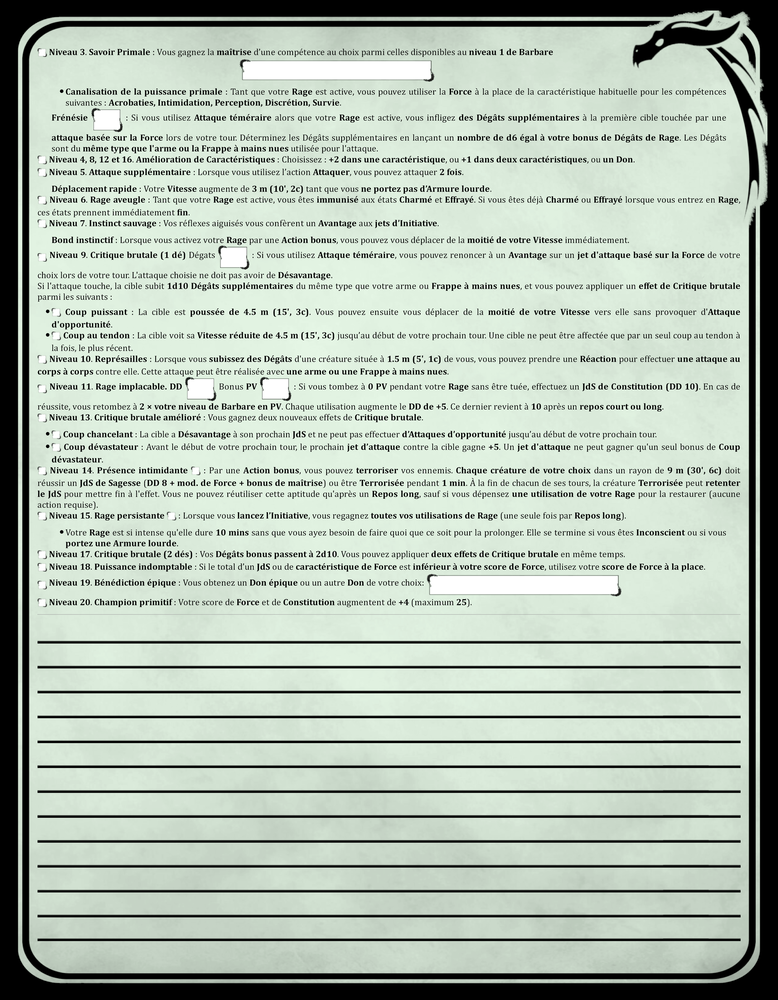 Niveau 3. Savoir Primale : Vous gagnez la maîtrise d'une compétence au choix parmi celles disponibles au niveau 1 de Barbare
• Canalisation de la puissance primale : Tant que votre Rage est active, vous pouvez utiliser la Force à la place de la caractéristique habituelle pour les compétences
suivantes : Acrobaties, Intimidation, Perception, Discrétion, Survie.
Frénésie : Si vous utilisez Attaque téméraire alors que votre Rage est active, vous infligez des Dégâts supplémentaires à la première cible touchée par une
attaque basée sur la Force lors de votre tour. Déterminez les Dégâts supplémentaires en lançant un nombre de d6 égal à votre bonus de Dégâts de Rage. Les Dégâts
sont du même type que l'arme ou la Frappe à mains nues utilisée pour l'attaque.
Niveau 4, 8, 12 et 16. Amélioration de Caractéristiques : Choisissez : +2 dans une caractéristique, ou +1 dans deux caractéristiques, ou un Don.
Niveau 5. Attaque supplémentaire : Lorsque vous utilisez l'action Attaquer, vous pouvez attaquer 2 fois.
Déplacement rapide : Votre Vitesse augmente de 3 m (10', 2c) tant que vous ne portez pas d'Armure lourde.
Niveau 6. Rage aveugle : Tant que votre Rage est active, vous êtes immunisé aux états Charmé et Effrayé. Si vous êtes déjà Charmé ou Effrayé lorsque vous entrez en Rage,
ces états prennent immédiatement fin.
Niveau 7. Instinct sauvage : Vos réflexes aiguisés vous confèrent un Avantage aux jets d'Initiative.
Bond instinctif : Lorsque vous activez votre Rage par une Action bonus, vous pouvez vous déplacer de la moitié de votre Vitesse immédiatement.
Niveau 9. Critique brutale (1 dé) Dégats : Si vous utilisez Attaque téméraire, vous pouvez renoncer à un Avantage sur un jet d'attaque basé sur la Force de votre
choix lors de votre tour. L'attaque choisie ne doit pas avoir de Désavantage.
Si l'attaque touche, la cible subit 1d10 Dégâts supplémentaires du même type que votre arme ou Frappe à mains nues, et vous pouvez appliquer un effet de Critique brutale
parmi les suivants :
• Coup puissant : La cible est poussée de 4.5 m (15', 3c). Vous pouvez ensuite vous déplacer de la moitié de votre Vitesse vers elle sans provoquer d'Attaque
d'opportunité.
• Coup au tendon : La cible voit sa Vitesse réduite de 4.5 m (15', 3c) jusqu'au début de votre prochain tour. Une cible ne peut être affectée que par un seul coup au tendon à
la fois, le plus récent.
Niveau 10. Représailles : Lorsque vous subissez des Dégâts d'une créature située à 1.5 m (5', 1c) de vous, vous pouvez prendre une Réaction pour effectuer une attaque au
corps à corps contre elle. Cette attaque peut être réalisée avec une arme ou une Frappe à mains nues.
Niveau 11. Rage implacable. DD Bonus PV : Si vous tombez à 0 PV pendant votre Rage sans être tuée, effectuez un JdS de Constitution (DD 10). En cas de
réussite, vous retombez à 2 × votre niveau de Barbare en PV. Chaque utilisation augmente le DD de +5. Ce dernier revient à 10 après un repos court ou long.
Niveau 13. Critique brutale amélioré : Vous gagnez deux nouveaux effets de Critique brutale.
• Coup chancelant : La cible a Désavantage à son prochain JdS et ne peut pas effectuer d'Attaques d'opportunité jusqu'au début de votre prochain tour.
• Coup dévastateur : Avant le début de votre prochain tour, le prochain jet d'attaque contre la cible gagne +5. Un jet d'attaque ne peut gagner qu'un seul bonus de Coup
dévastateur.
Niveau 14. Présence intimidante : Par une Action bonus, vous pouvez terroriser vos ennemis. Chaque créature de votre choix dans un rayon de 9 m (30', 6c) doit
réussir un JdS de Sagesse (DD 8 + mod. de Force + bonus de maîtrise) ou être Terrorisée pendant 1 min. À la fin de chacun de ses tours, la créature Terrorisée peut retenter
le JdS pour mettre fin à l'effet. Vous ne pouvez réutiliser cette aptitude qu'après un Repos long, sauf si vous dépensez une utilisation de votre Rage pour la restaurer (aucune
action requise).
Niveau 15. Rage persistante : Lorsque vous lancez l'Initiative, vous regagnez toutes vos utilisations de Rage (une seule fois par Repos long).
• Votre Rage est si intense qu'elle dure 10 mins sans que vous ayez besoin de faire quoi que ce soit pour la prolonger. Elle se termine si vous êtes Inconscient ou si vous
portez une Armure lourde.
Niveau 17. Critique brutale (2 dés) : Vos Dégâts bonus passent à 2d10. Vous pouvez appliquer deux effets de Critique brutale en même temps.
Niveau 18. Puissance indomptable : Si le total d'un JdS ou de caractéristique de Force est inférieur à votre score de Force, utilisez votre score de Force à la place.
Niveau 19. Bénédiction épique : Vous obtenez un Don épique ou un autre Don de votre choix:
Niveau 20. Champion primitif : Votre score de Force et de Constitution augmentent de +4 (maximum 25).